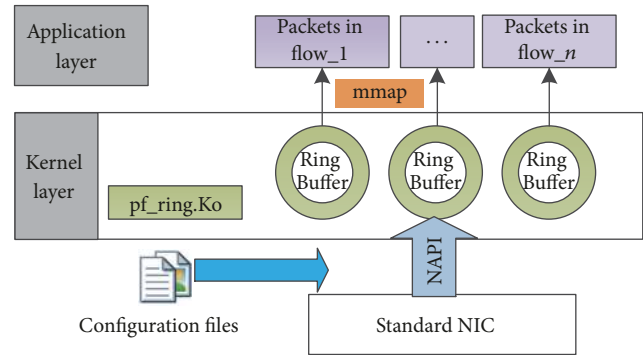 Application
layer
Packets in
flow_1
...
Packets in
flow_n
mmap
Kernel
layer
pf_ring.Ko
Ring
Buffer
Ring
Buffer
Ring
Buffer
NAPI
Configuration files
Standard NIC